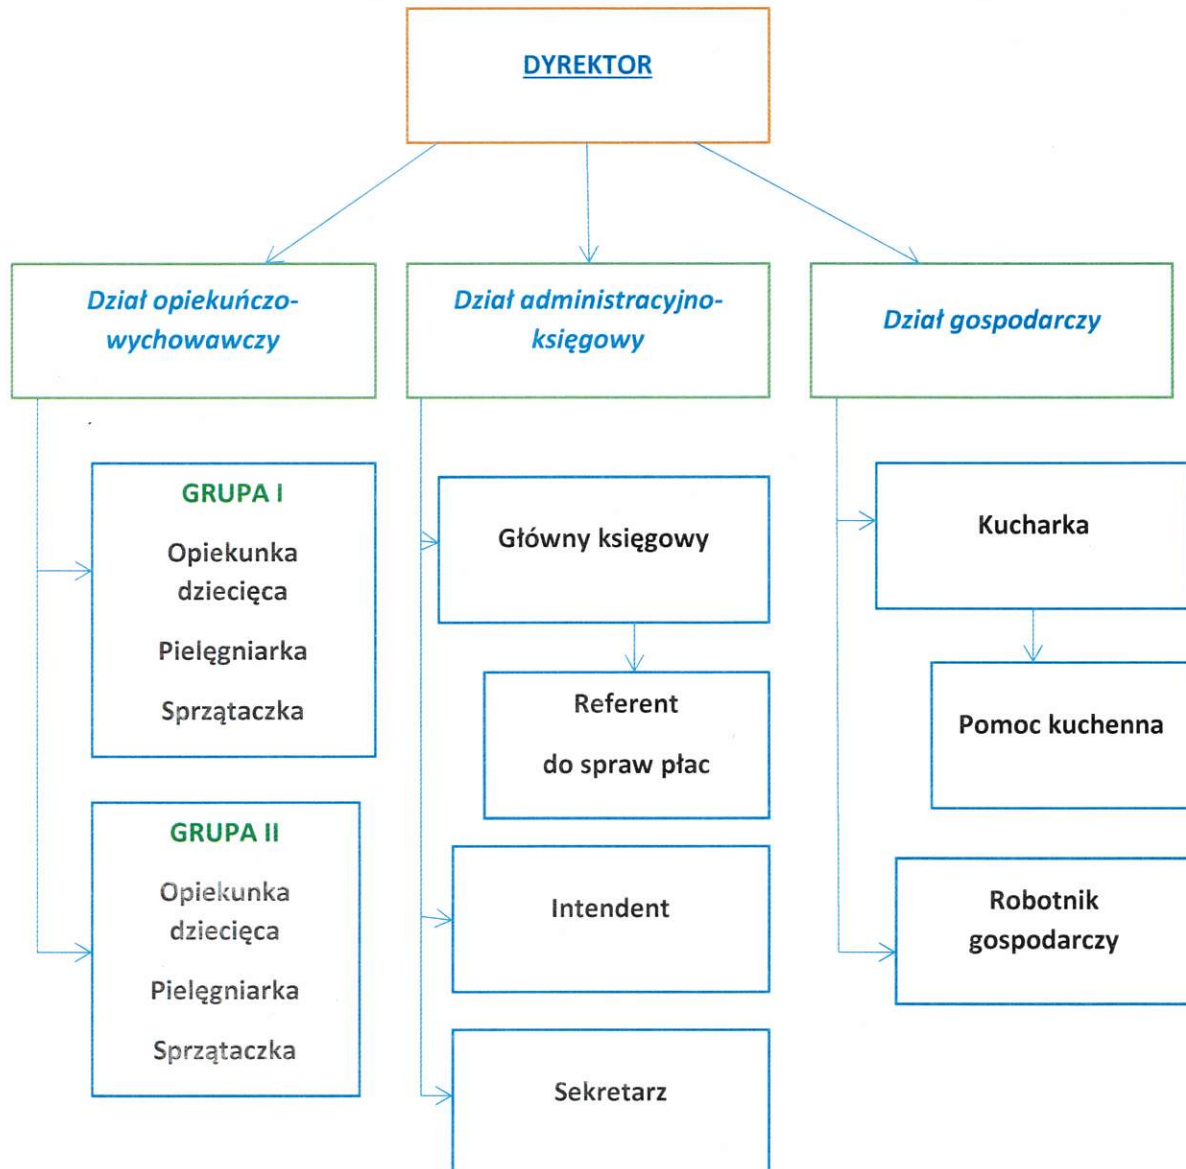 DYREKTOR
Dział opiekuńczo-
wychowawczy
Dział administracyjno-
księgowy
Dział gospodarczy
GRUPA I
Opiekunka
dziecięca
Pielęgniarka
Sprzątaczka
GRUPA II
Opiekunka
dziecięca
Pielęgniarka
Sprzątaczka
Główny księgowy
Referent
do spraw płac
Intendent
Sekretarz
Kucharka
Pomoc kuchenna
Robotnik
gospodarczy